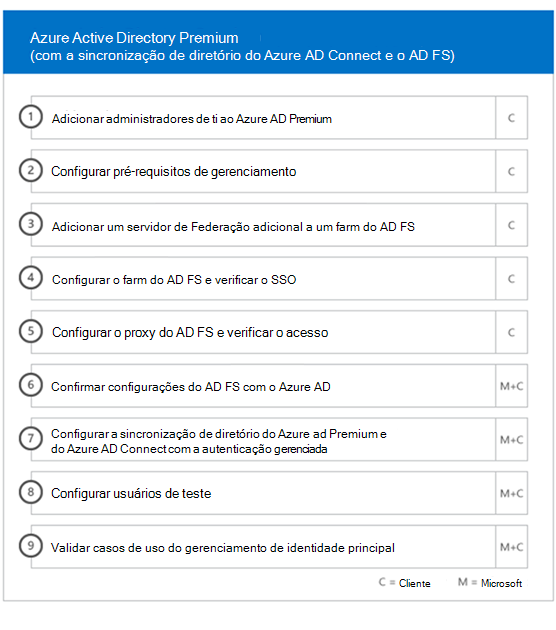 Azure Active Directory Premium
(com a sincronização de diretório do Azure AD Connect e o AD FS)
1 Adicionar administradores de ti ao Azure AD Premium C
2 Configurar pré-requisitos de gerenciamento C
3 Adicionar um servidor de Federação adicional a um farm do AD FS C
4 Configurar o farm do AD FS e verificar o SSO C
5 Configurar o proxy do AD FS e verificar o acesso C
6 Confirmar configurações do AD FS com o Azure AD M+C
7 Configurar a sincronização de diretório do Azure ad Premium e
do Azure AD Connect com a autenticação gerenciada M+C
8 Configurar usuários de teste M+C
9 Validar casos de uso do gerenciamento de identidade principal M+C
C = Cliente M = Microsoft